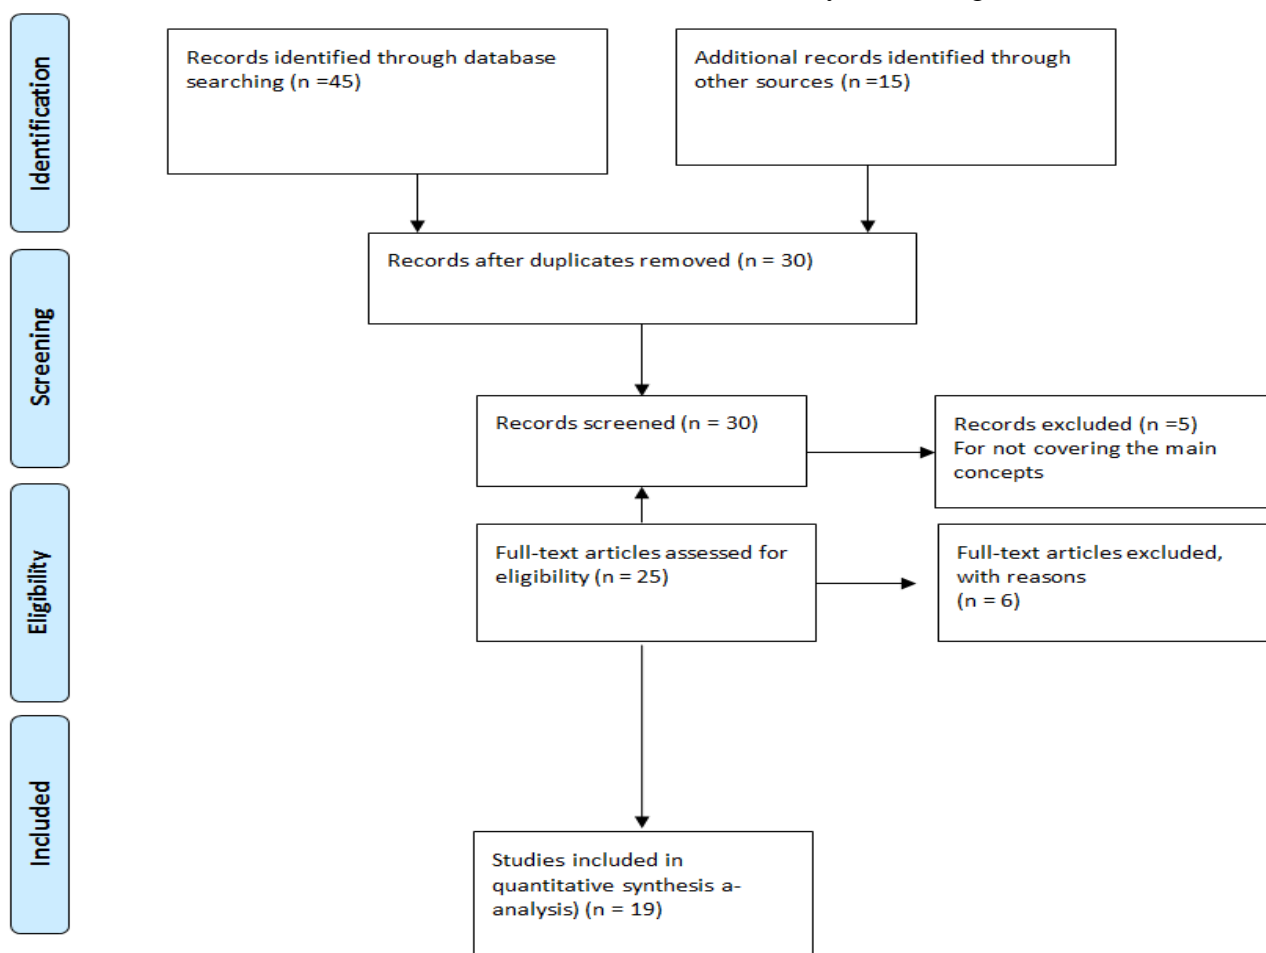 Identification
Records identified through database
searching (n =45)
Additional records identified through
other sources (n =15)
Screening
Records after duplicates removed (n = 30)
Records screened (n = 30)
Records excluded (n =5)
For not covering the main
concepts
Eligibility
Full-text articles assessed for
eligibility (n = 25)
Full-text articles excluded,
with reasons
(n = 6)
Included
Studies included in
quantitative synthesis a-
analysis) (n = 19)